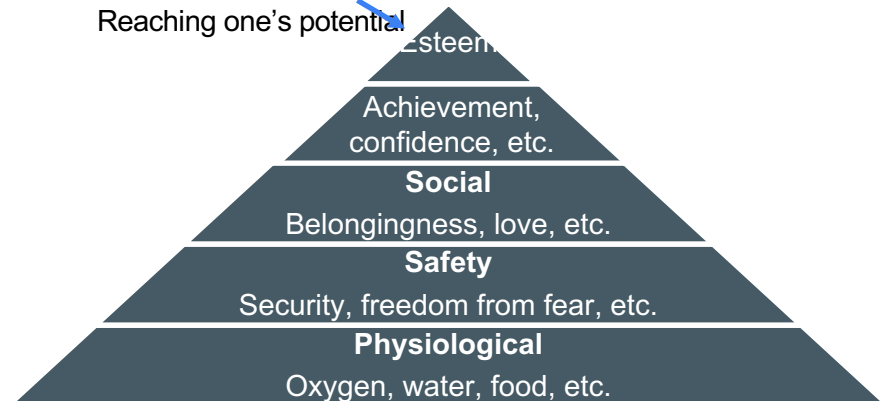 Reaching one's potential
Esteem
Achievement,
confidence, etc.
Social
Belongingness, love, etc.
Safety
Security, freedom from fear, etc.
Physiological
Oxygen, water, food, etc.